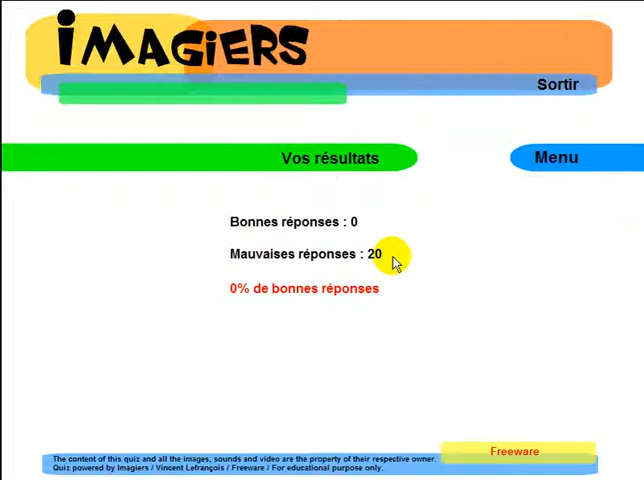 iMAGiERS
Sortir
Vos résultats
Menu
Bonnes réponses : 0
Mauvaises réponses : 20
0% de bonnes réponses
Freeware
The content of this quiz and all the images, sounds and video are the property of their respective owner.
Quiz powered by Imagiers / Vincent Lefrançois / Freeware / For educational purpose only.